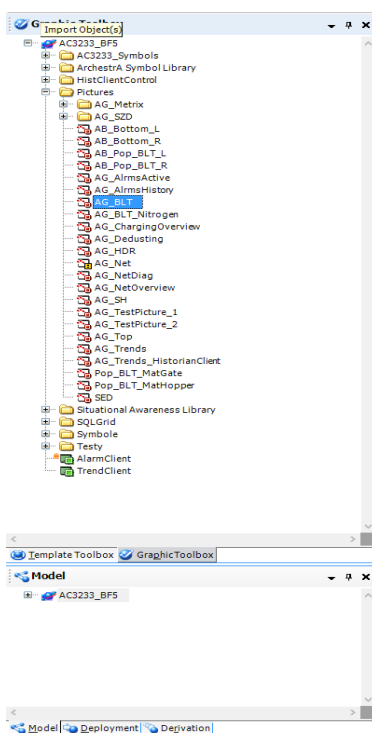 Import Object(s)
AC3233_BF5
AC3233_Symbols
ArchestrA Symbol Library
HistClientControl
Pictures
AG_Metrix
AG_SZD
AB_Bottom_L
AB_Bottom_R
AB_Pop_BLT_L
AB_Pop_BLT_R
AG_AlrmsActive
AG_AlrmsHistory
AG_BLT
AG_BLT_Nitrogen
AG_ChargingOverview
AG_Dedusting
AG_HDR
AG_Net
AG_NetDiag
AG_NetOverview
AG_SH
AG_TestPicture_1
AG_TestPicture_2
AG_Top
AG_Trends
AG_Trends_HistorianClient
Pop_BLT_MatGate
Pop_BLT_MatHopper
SED
Situational Awareness Library
SQLGrid
Symbole
Testy
AlarmClient
TrendClient
Template Toolbox GraphicToolbox
Model
AC3233_BF5
Model Deployment Derivation